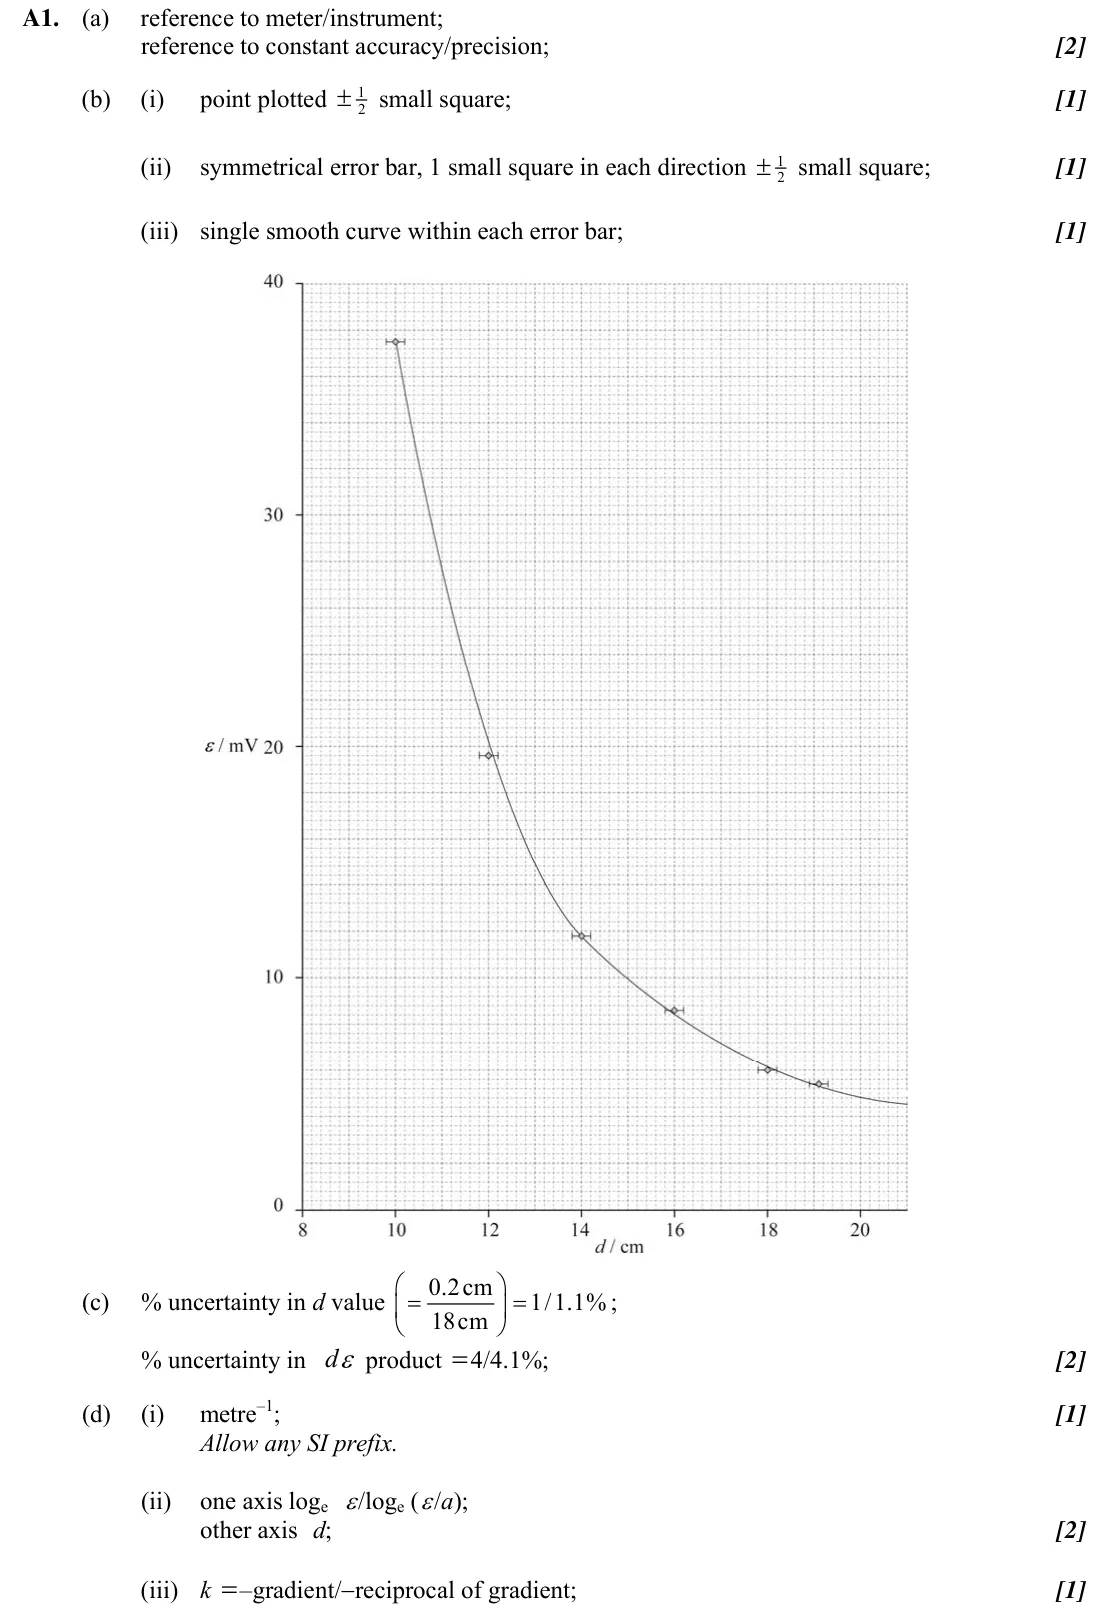 A1. (a) reference to meter/instrument;
reference to constant accuracy/precision; [2]
(b) (i) point plotted ±½ small square; [1]
(ii) symmetrical error bar, 1 small square in each direction ±½ small square; [1]
(iii) single smooth curve within each error bar; [1]
40
30
ε / mV 20
10
0
8 10 12 14 16 18 20
d / cm
(c) % uncertainty in d value (= 0.2 cm / 18 cm) = 1/1.1% ;
% uncertainty in dε product =4/4.1%; [2]
(d) (i) metre⁻¹; [1]
Allow any SI prefix.
(ii) one axis logₑ ε/logₑ (ε/a);
other axis d; [2]
(iii) k =–gradient/–reciprocal of gradient; [1]